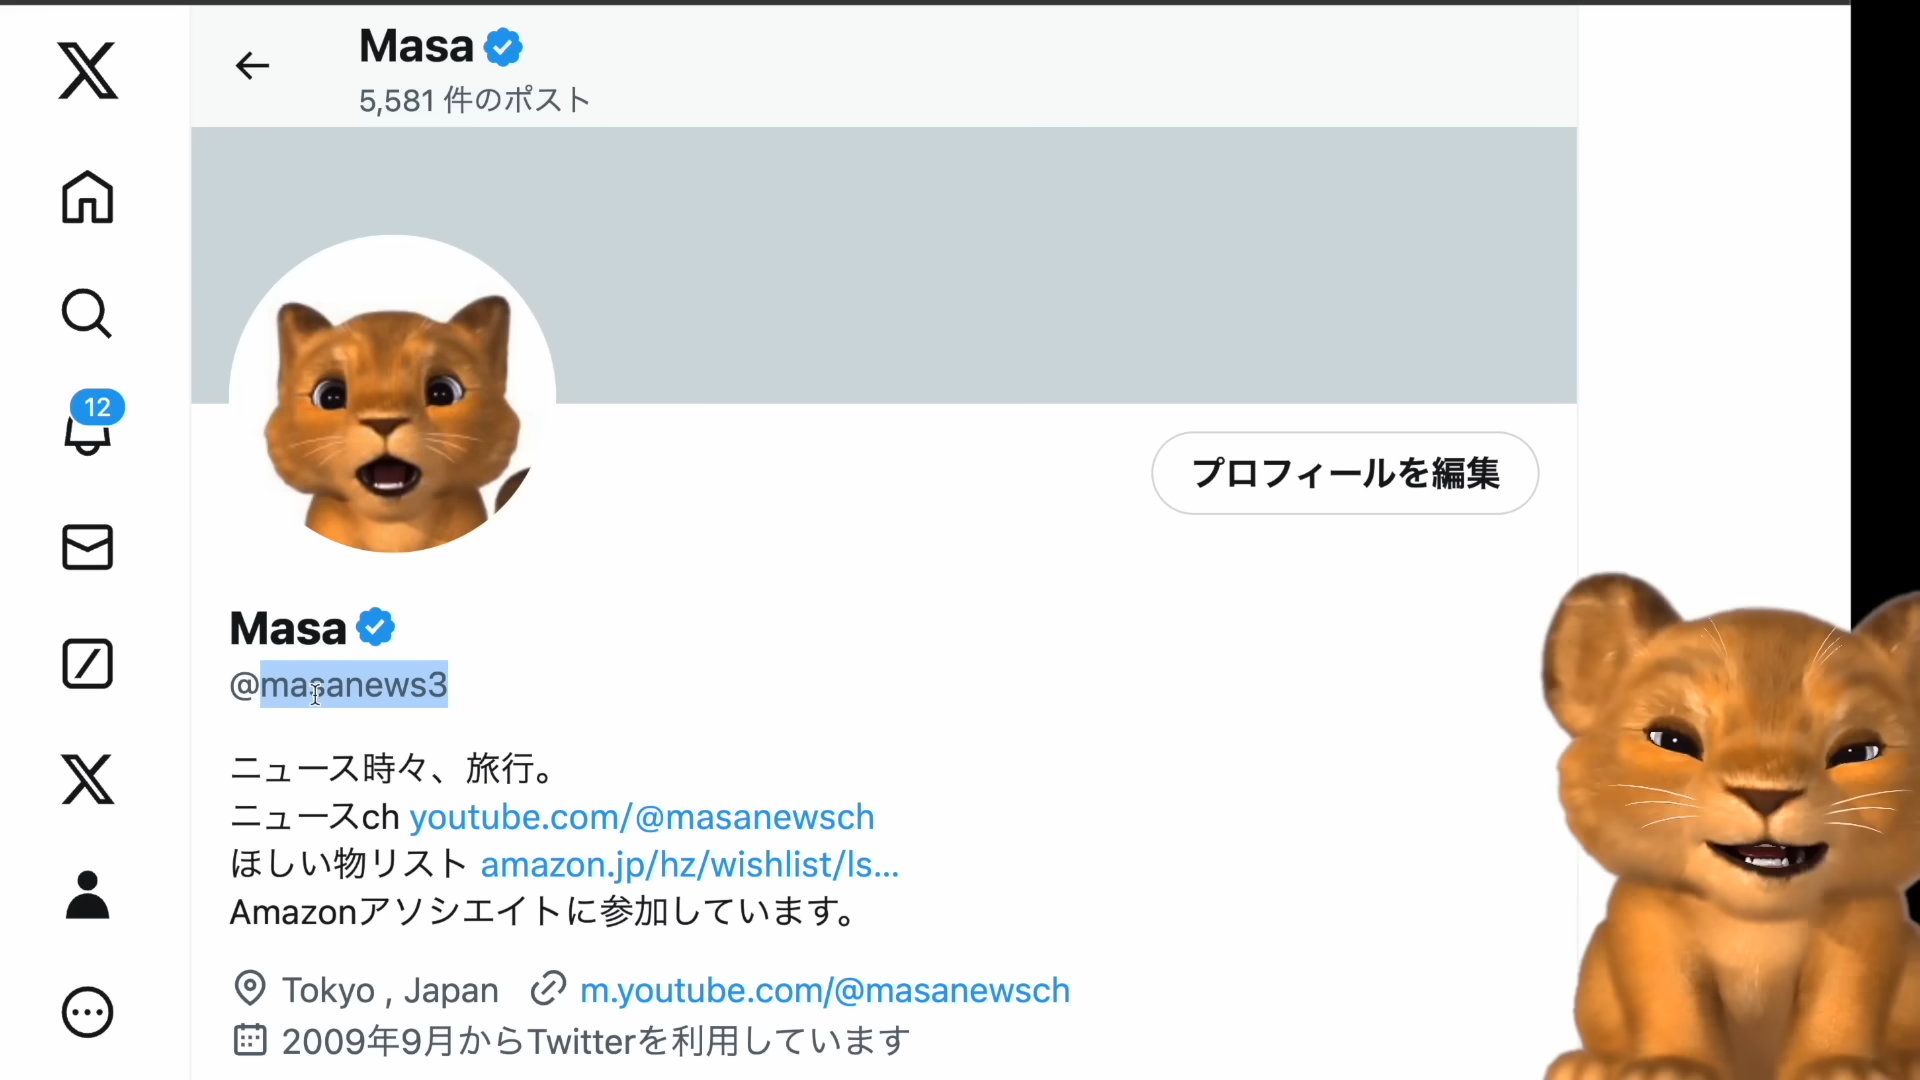 Masa
5,581 件のポスト
12
プロフィールを編集
Masa
@masanews3
ニュース時々、旅行。
ニュースch youtube.com/@masanewsch
ほしい物リスト amazon.jp/hz/wishlist/ls...
Amazonアソシエイトに参加しています。
Tokyo , Japan m.youtube.com/@masanewsch
2009年9月からTwitterを利用しています